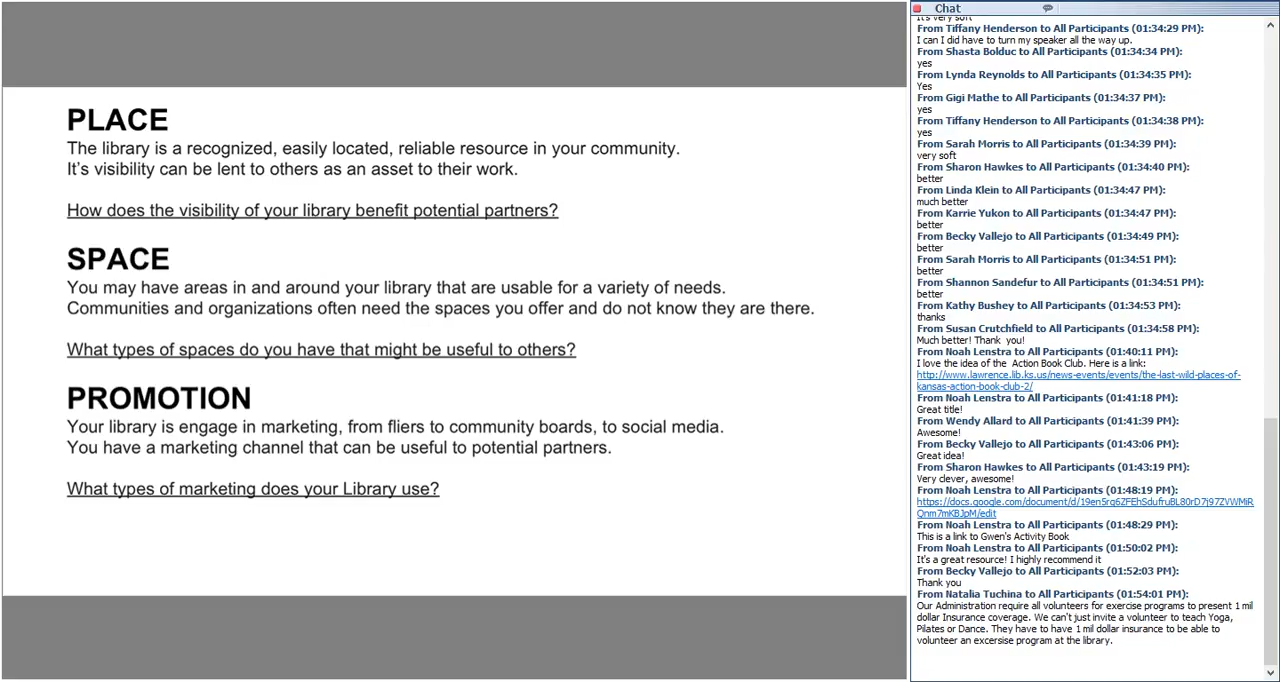 PLACE
The library is a recognized, easily located, reliable resource in your community.
It's visibility can be lent to others as an asset to their work.
How does the visibility of your library benefit potential partners?
SPACE
You may have areas in and around your library that are usable for a variety of needs.
Communities and organizations often need the spaces you offer and do not know they are there.
What types of spaces do you have that might be useful to others?
PROMOTION
Your library is engage in marketing, from fliers to community boards, to social media.
You have a marketing channel that can be useful to potential partners.
What types of marketing does your Library use?
Chat
It's very soft
From Tiffany Henderson to All Participants (01:34:29 PM):
I can I did have to turn my speaker all the way up.
From Shasta Bolduc to All Participants (01:34:34 PM):
yes
From Lynda Reynolds to All Participants (01:34:35 PM):
Yes
From Gigi Mathe to All Participants (01:34:37 PM):
yes
From Tiffany Henderson to All Participants (01:34:38 PM):
yes
From Sarah Morris to All Participants (01:34:39 PM):
very soft
From Sharon Hawkes to All Participants (01:34:40 PM):
better
From Linda Klein to All Participants (01:34:47 PM):
much better
From Karrie Yukon to All Participants (01:34:47 PM):
better
From Becky Vallejo to All Participants (01:34:49 PM):
better
From Sarah Morris to All Participants (01:34:51 PM):
better
From Shannon Sandefur to All Participants (01:34:51 PM):
better
From Kathy Bushey to All Participants (01:34:53 PM):
thanks
From Susan Crutchfield to All Participants (01:34:58 PM):
Much better! Thank you!
From Noah Lenstra to All Participants (01:40:11 PM):
I love the idea of the Action Book Club. Here is a link:
http://www.lawrence.lib.ks.us/news-events/events/the-last-wild-places-of-
kansas-action-book-club-2/
From Noah Lenstra to All Participants (01:41:18 PM):
Great title!
From Wendy Allard to All Participants (01:41:39 PM):
Awesome!
From Becky Vallejo to All Participants (01:43:06 PM):
Great idea!
From Sharon Hawkes to All Participants (01:43:19 PM):
Very clever, awesome!
From Noah Lenstra to All Participants (01:48:19 PM):
https://docs.google.com/document/d/19enSrq6ZFEhSdufruBL80rD7j97ZVWMiR
Qnm7mKBJpM/edit
From Noah Lenstra to All Participants (01:48:29 PM):
This is a link to Gwen's Activity Book
From Noah Lenstra to All Participants (01:50:02 PM):
It's a great resource! I highly recommend it
From Becky Vallejo to All Participants (01:52:03 PM):
Thank you
From Natalia Tuchina to All Participants (01:54:01 PM):
Our Administration require all volunteers for exercise programs to present 1 mil
dollar Insurance coverage. We can't just invite a volunteer to teach Yoga,
Pilates or Dance. They have to have 1 mil dollar insurance to be able to
volunteer an excersise program at the library.